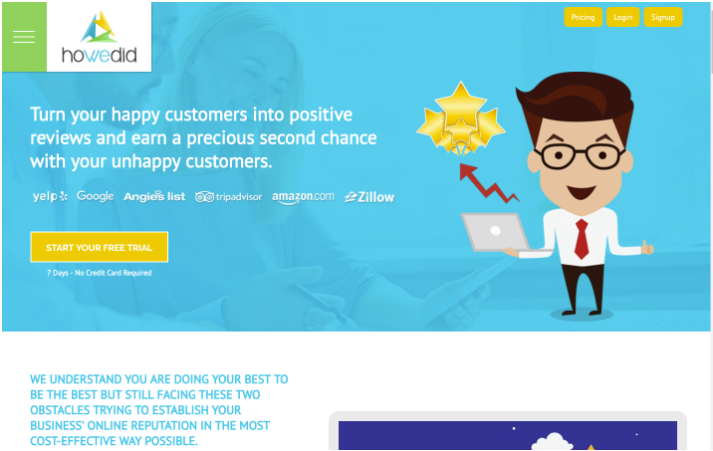 Pricing Login Signup
howedid
Turn your happy customers into positive
reviews and earn a precious second chance
with your unhappy customers.
yelp Google Angies list tripadvisor amazon.com Zillow
START YOUR FREE TRIAL
7 Days - No Credit Card Required
WE UNDERSTAND YOU ARE DOING YOUR BEST TO
BE THE BEST BUT STILL FACING THESE TWO
OBSTACLES TRYING TO ESTABLISH YOUR
BUSINESS' ONLINE REPUTATION IN THE MOST
COST-EFFECTIVE WAY POSSIBLE.